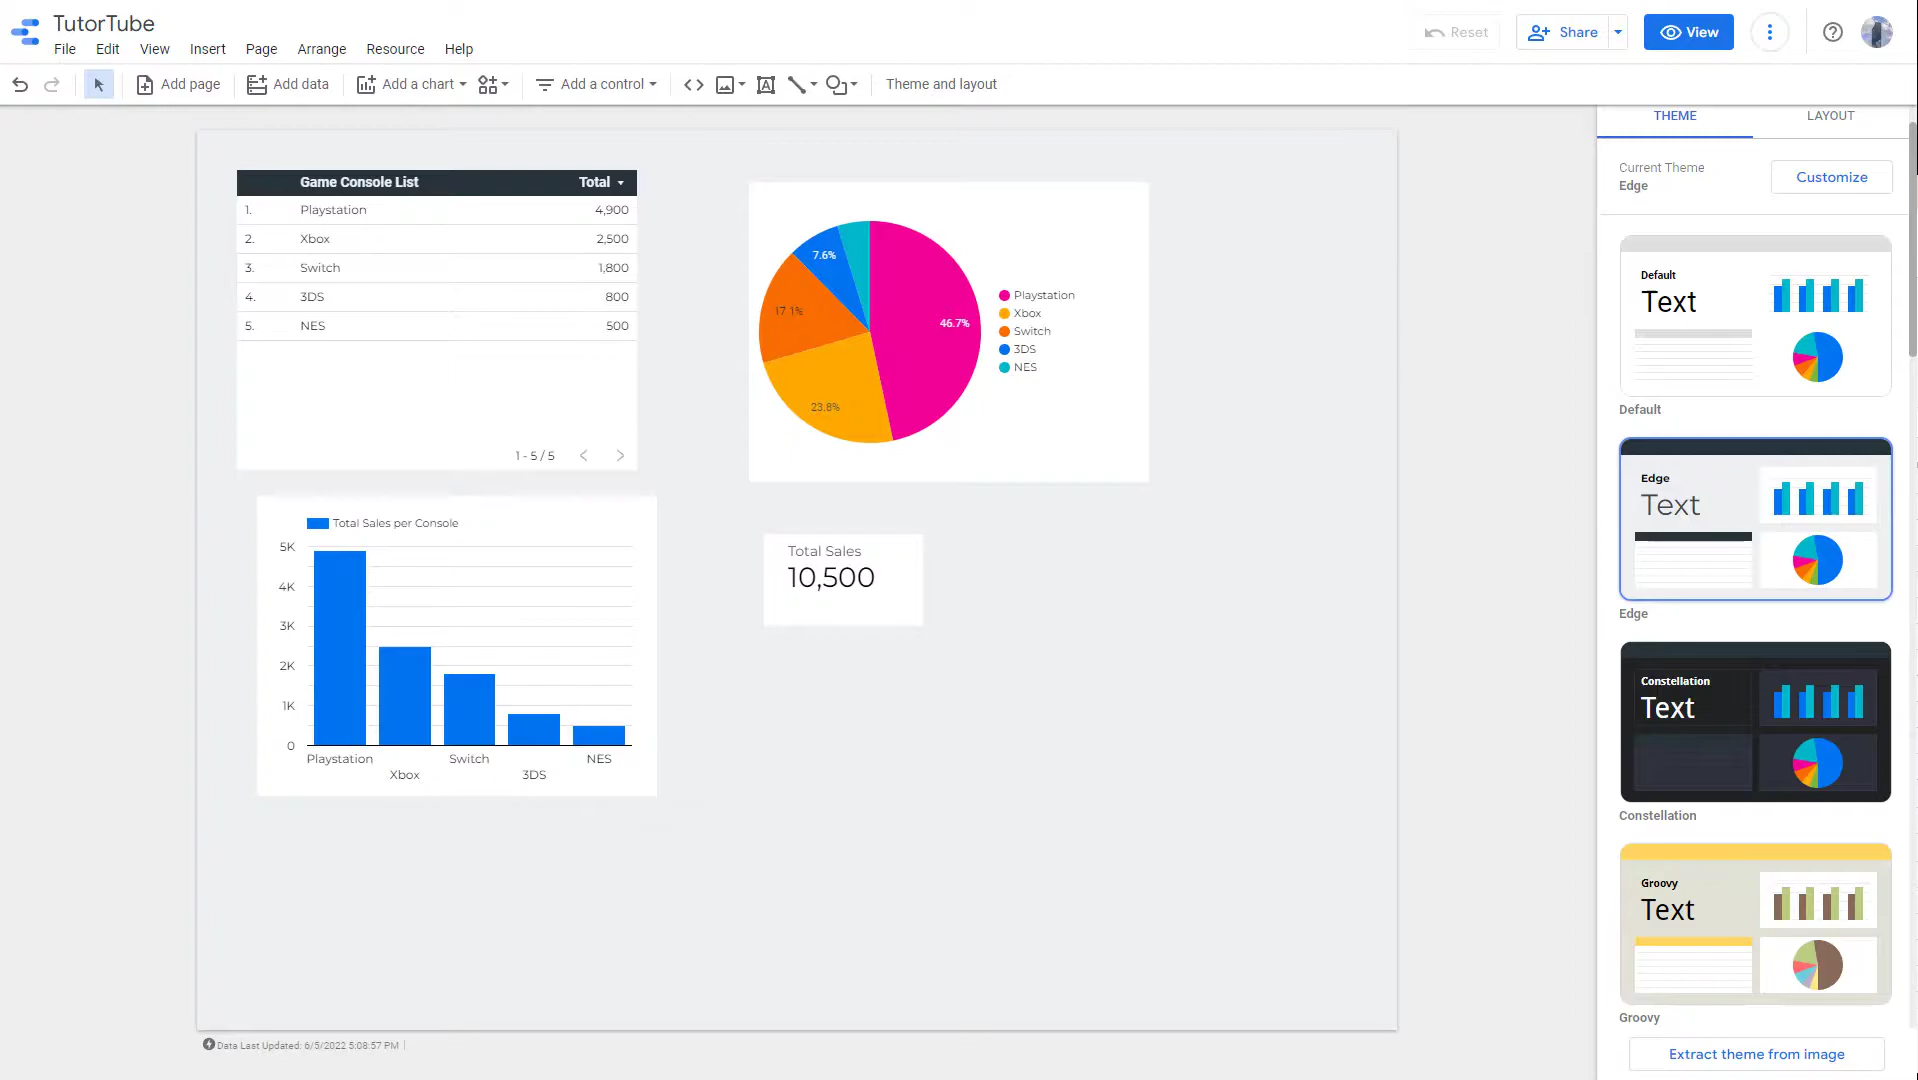 TutorTube
File Edit View Insert Page Arrange Resource Help
Reset
Share
View
Add page
Add data
Add a chart
Add a control
Theme and layout
THEME
LAYOUT
Current Theme
Edge
Customize
Default
Text
Default
Edge
Text
Edge
Constellation
Text
Constellation
Groovy
Text
Groovy
Extract theme from image
Game Console List Total
1. Playstation 4,900
2. Xbox 2,500
3. Switch 1,800
4. 3DS 800
5. NES 500
1 - 5 / 5
7.6%
17.1%
46.7%
23.8%
Playstation
Xbox
Switch
3DS
NES
Total Sales per Console
5K
4K
3K
2K
1K
0
Playstation
Xbox
Switch
3DS
NES
Total Sales
10,500
Data Last Updated: 6/5/2022 5:08:57 PM